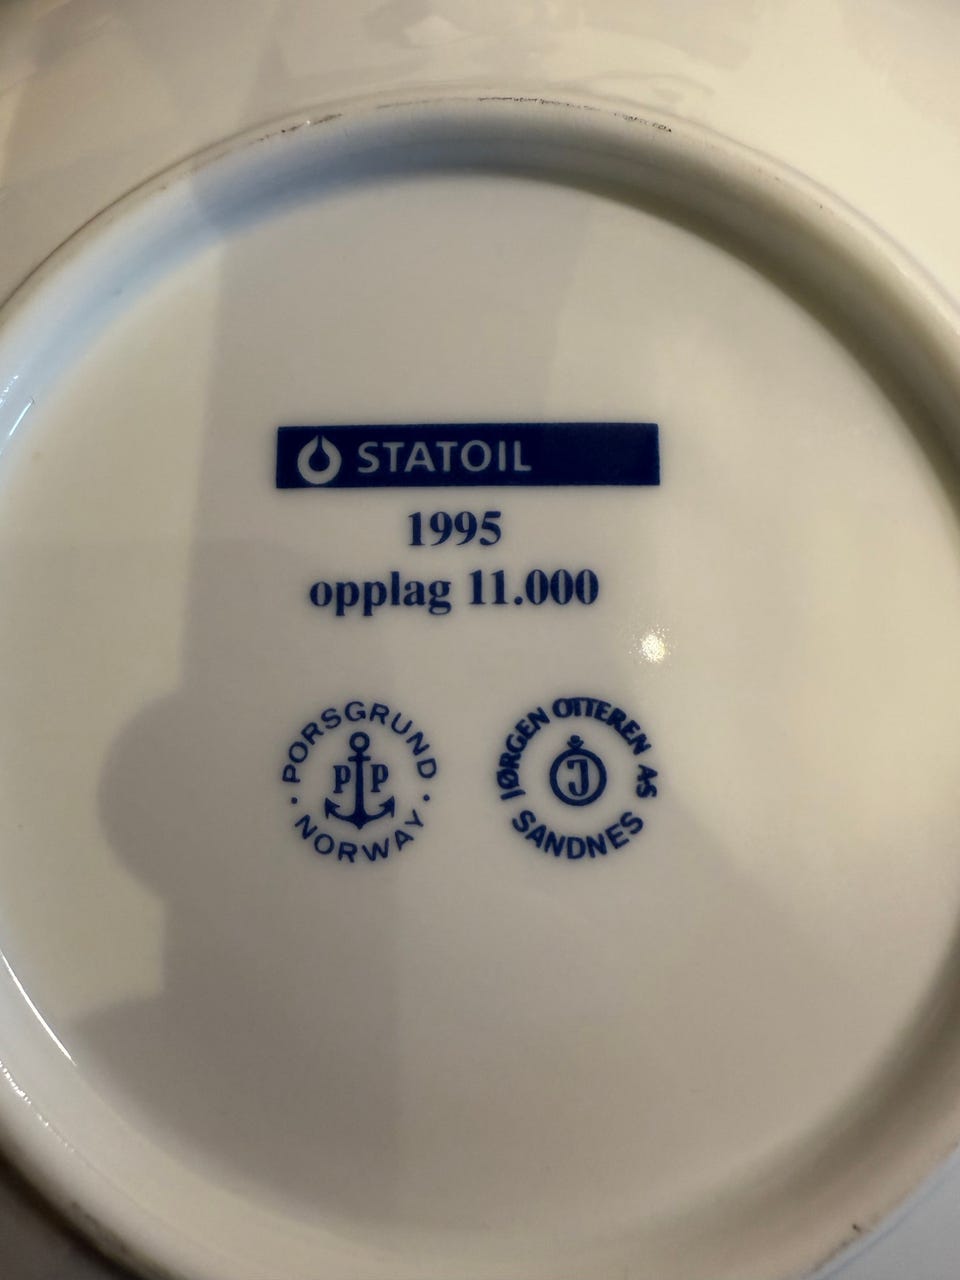 STATOIL
1995
opplag 11.000
PORSGRUND
PP
NORWAY
JØRGEN OTTEREN AS
J
SANDNES